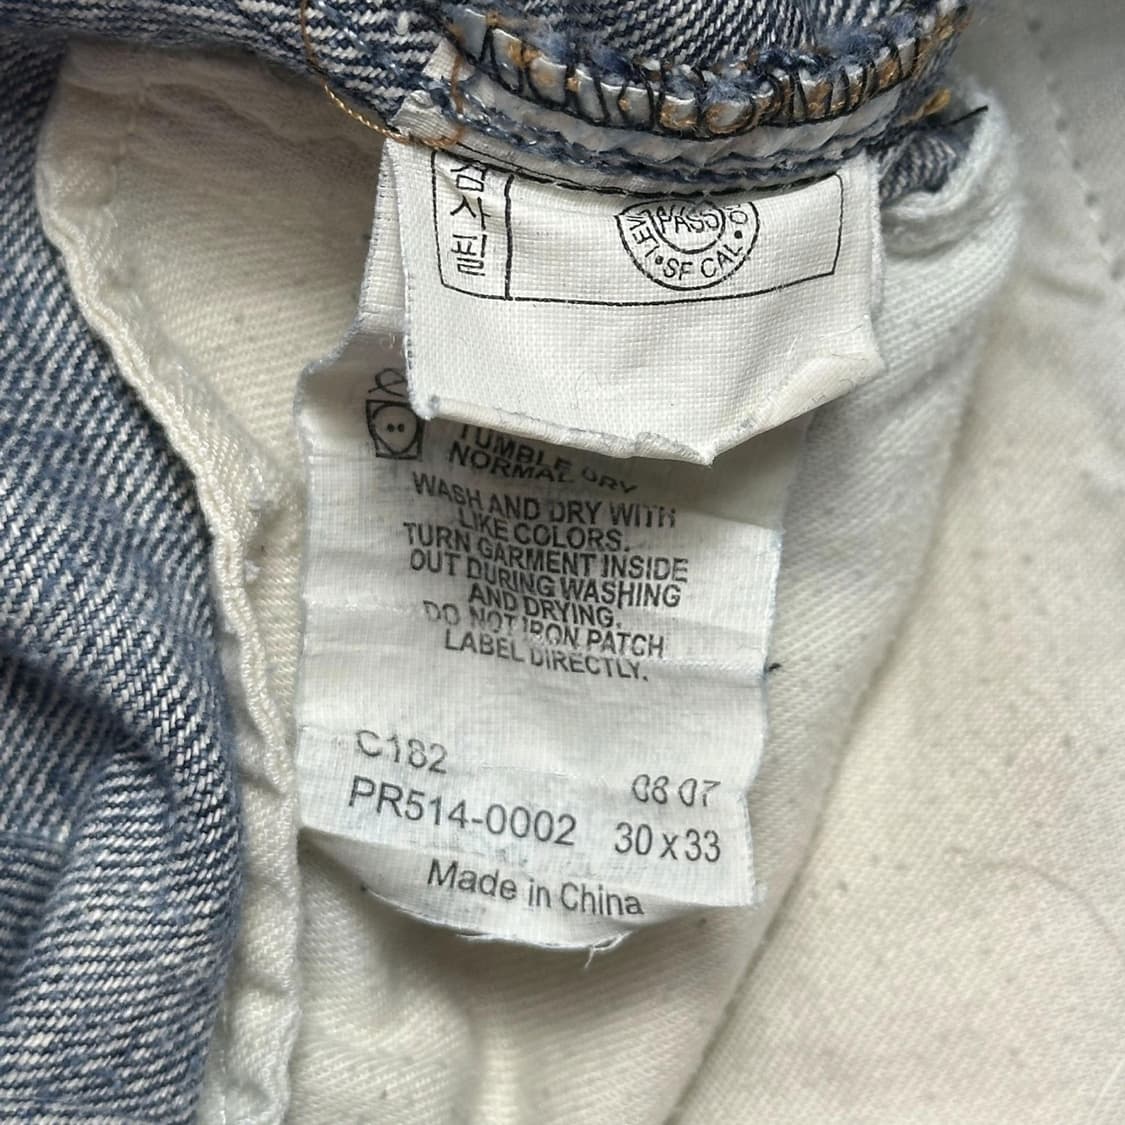 검사필
PASS
SF CAL
TUMBLE DRY
NORMAL
WASH AND DRY WITH
LIKE COLORS.
TURN GARMENT INSIDE
OUT DURING WASHING
AND DRYING.
DO NOT IRON PATCH
LABEL DIRECTLY.
C182
08 07
PR514-0002
30 x 33
Made in China